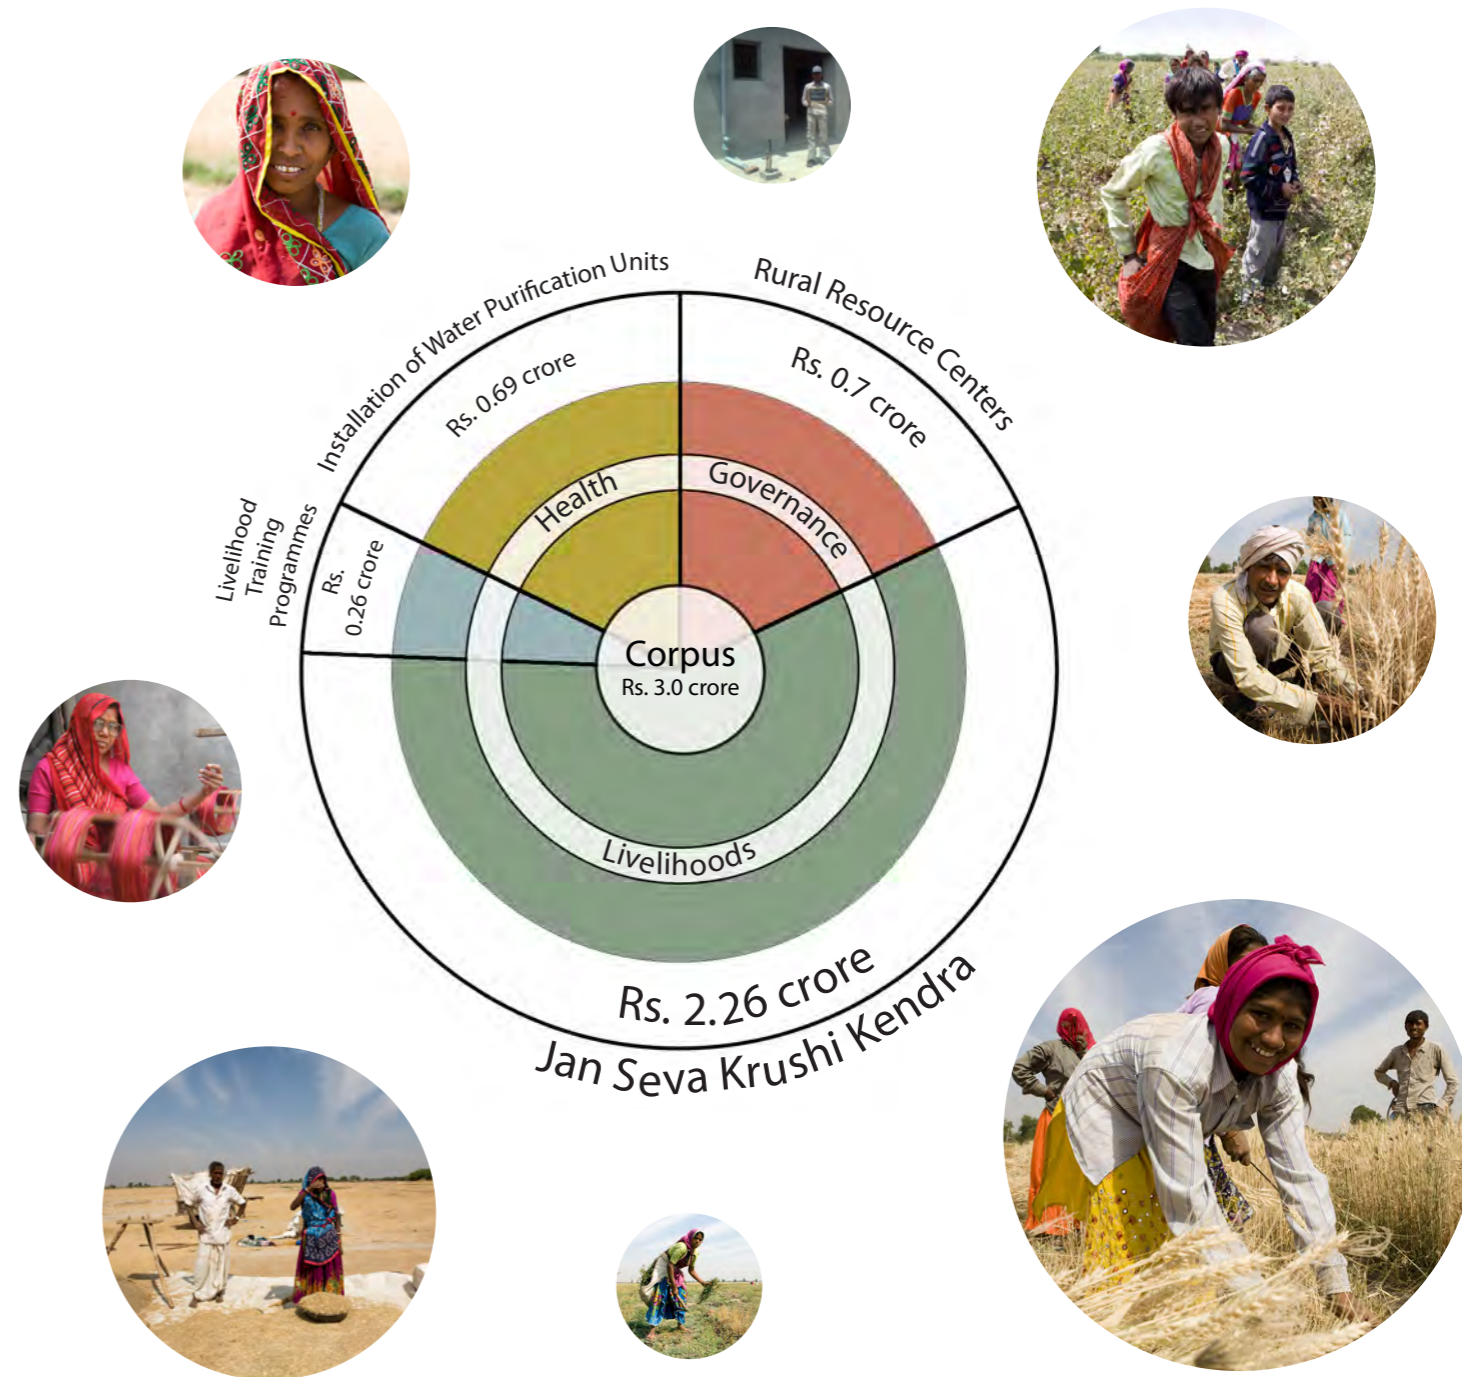 Installation of Water Purification Units
Rural Resource Centers
Rs. 0.69 crore
Rs. 0.7 crore
Health
Governance
Livelihood
Training
Programmes
Rs.
0.26 crore
Corpus
Rs. 3.0 crore
Livelihoods
Rs. 2.26 crore
Jan Seva Krushi Kendra